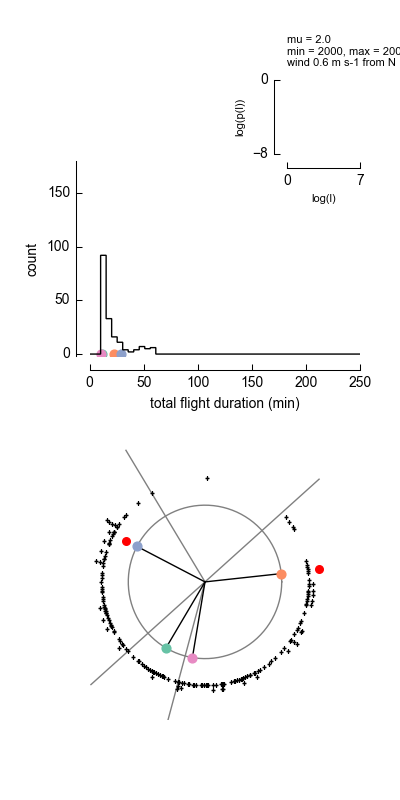 mu = 2.0
min = 2000, max = 200
wind 0.6 m s-1 from N
0
log(p(l))
−8
0 7
log(l)
150
100
50
0
count
0 50 100 150 200 250
total flight duration (min)